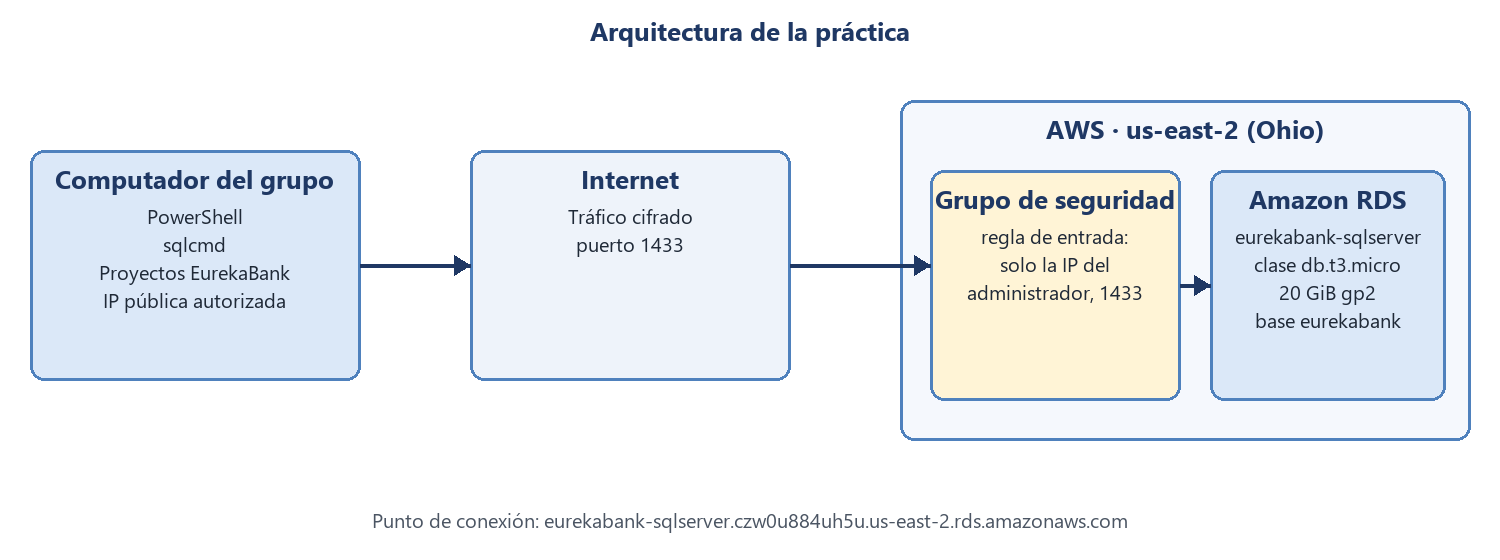 Arquitectura de la práctica
Computador del grupo
PowerShell
sqlcmd
Proyectos EurekaBank
IP pública autorizada
Internet
Tráfico cifrado
puerto 1433
AWS · us-east-2 (Ohio)
Grupo de seguridad
regla de entrada:
solo la IP del
administrador, 1433
Amazon RDS
eurekabank-sqlserver
clase db.t3.micro
20 GiB gp2
base eurekabank
Punto de conexión: eurekabank-sqlserver.czw0u884uh5u.us-east-2.rds.amazonaws.com